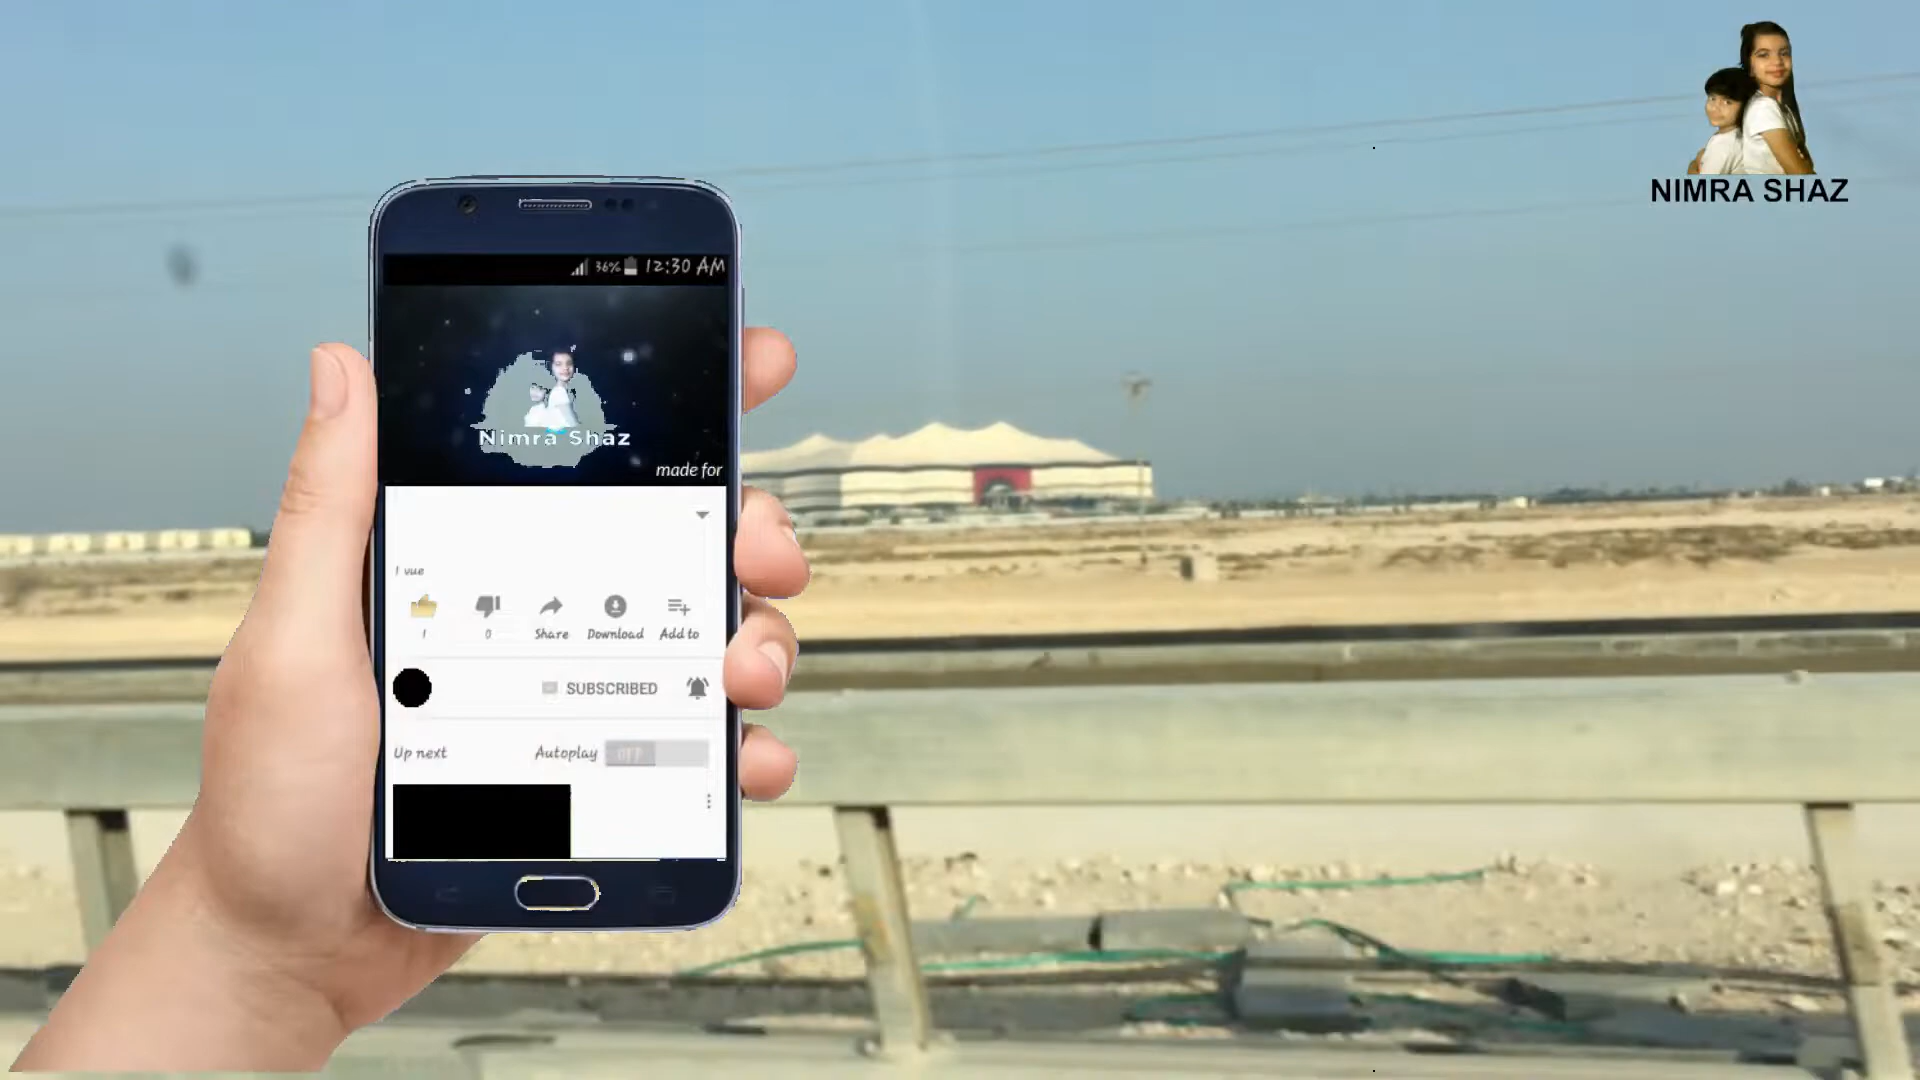 NIMRA SHAZ
36% 12:30 AM
Nimra Shaz
made for
1 vue
1 0 Share Download Add to
SUBSCRIBED
Up next Autoplay OFF